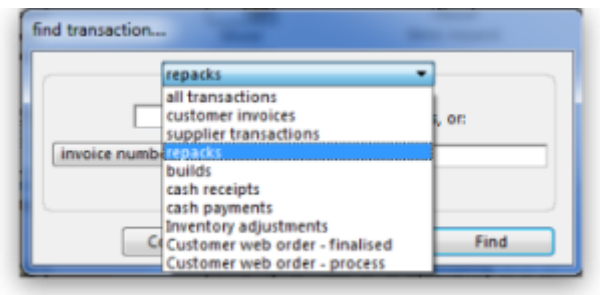 find transaction...
repacks
all transactions
customer invoices
supplier transactions
, or:
invoice numb
repacks
builds
cash receipts
cash payments
Inventory adjustments
Customer web order - finalised
Find
Customer web order - process